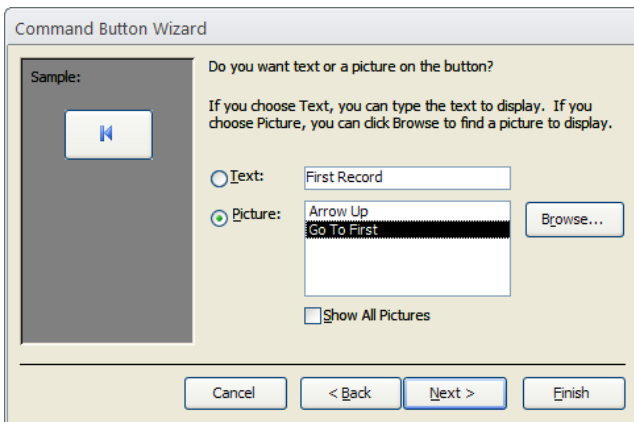 Command Button Wizard
Sample:
Do you want text or a picture on the button?
If you choose Text, you can type the text to display. If you
choose Picture, you can click Browse to find a picture to display.
Text:
First Record
Picture:
Arrow Up
Go To First
Browse...
Show All Pictures
Cancel
< Back
Next >
Finish